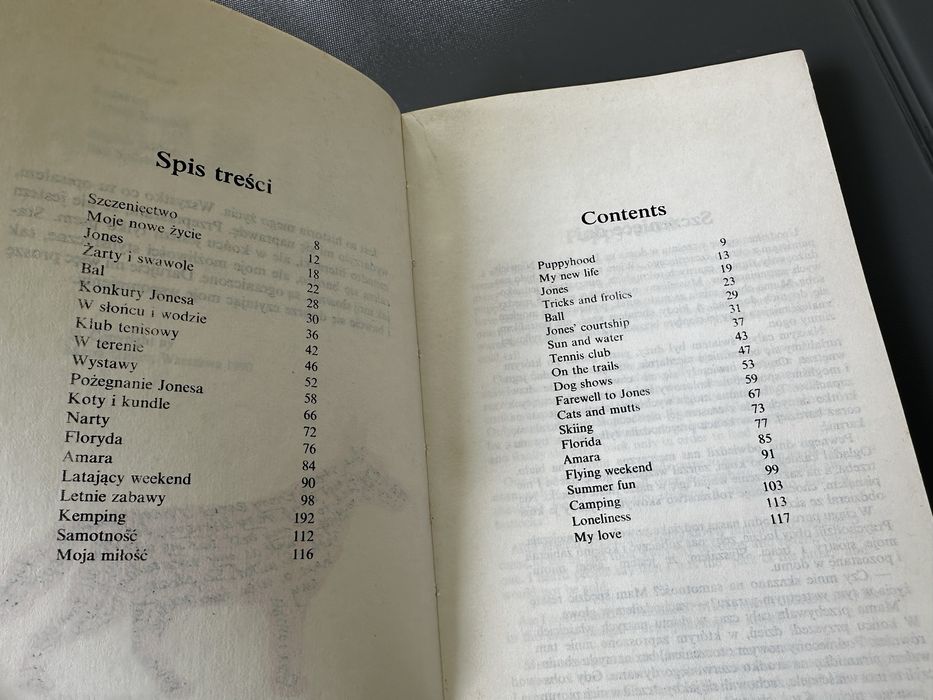 Spis treści
Szczenięctwo 8
Moje nowe życie 12
Jones 18
Żarty i swawole 22
Bal 28
Konkury Jonesa 30
W słońcu i wodzie 36
Klub tenisowy 42
W terenie 46
Wystawy 52
Pożegnanie Jonesa 58
Koty i kundle 66
Narty 72
Floryda 76
Amara 84
Latający weekend 90
Letnie zabawy 98
Kemping 192
Samotność 112
Moja miłość 116
Contents
Puppyhood 9
My new life 13
Jones 19
Tricks and frolics 23
Ball 29
Jones' courtship 31
Sun and water 37
Tennis club 43
On the trails 47
Dog shows 53
Farewell to Jones 59
Cats and mutts 67
Skiing 73
Florida 77
Amara 85
Flying weekend 91
Summer fun 99
Camping 103
Loneliness 113
My love 117